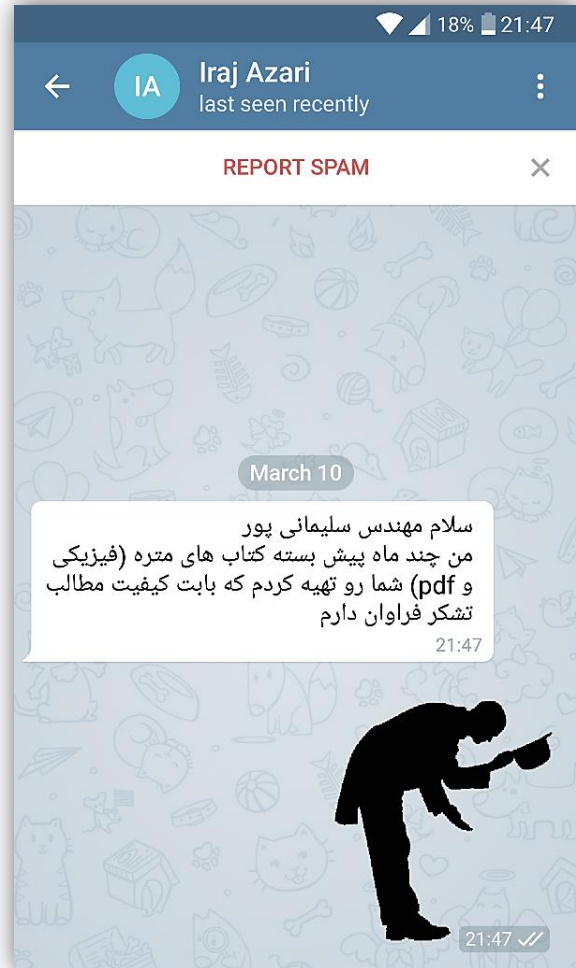 18% 21:47
IA
Iraj Azari
last seen recently
REPORT SPAM
March 10
سلام مهندس سلیمانی پور
من چند ماه پیش بسته کتاب های متره (فیزیکی
و pdf) شما رو تهیه کردم که بابت کیفیت مطالب
تشکر فراوان دارم
21:47
21:47